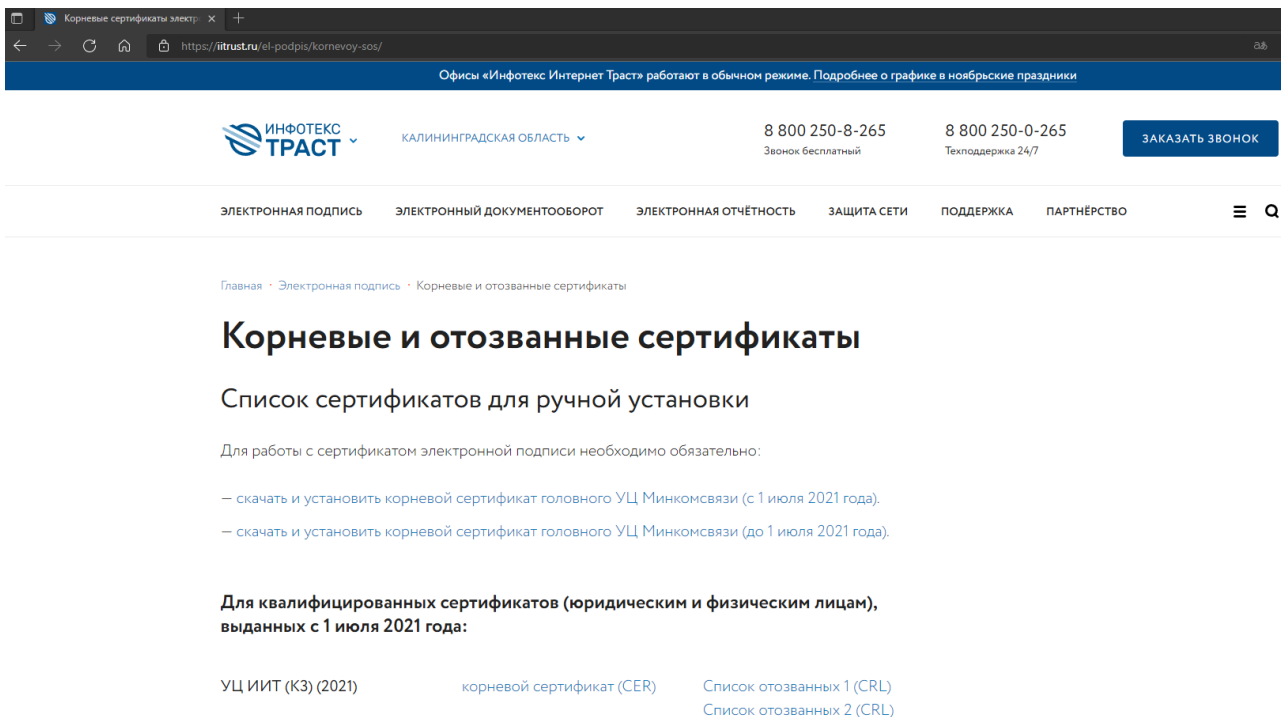 Корневые сертификаты электр
https://iitrust.ru/el-podpis/kornevoy-sos/
Офисы «Инфотекс Интернет Траст» работают в обычном режиме. Подробнее о графике в ноябрьские праздники
ИНФОТЕКС
ТРАСТ
КАЛИНИНГРАДСКАЯ ОБЛАСТЬ
8 800 250-8-265
Звонок бесплатный
8 800 250-0-265
Техподдержка 24/7
ЗАКАЗАТЬ ЗВОНОК
ЭЛЕКТРОННАЯ ПОДПИСЬ ЭЛЕКТРОННЫЙ ДОКУМЕНТООБОРОТ ЭЛЕКТРОННАЯ ОТЧЁТНОСТЬ ЗАЩИТА СЕТИ ПОДДЕРЖКА ПАРТНЁРСТВО
Главная • Электронная подпись • Корневые и отозванные сертификаты
Корневые и отозванные сертификаты
Список сертификатов для ручной установки
Для работы с сертификатом электронной подписи необходимо обязательно:
— скачать и установить корневой сертификат головного УЦ Минкомсвязи (с 1 июля 2021 года).
— скачать и установить корневой сертификат головного УЦ Минкомсвязи (до 1 июля 2021 года).
Для квалифицированных сертификатов (юридическим и физическим лицам),
выданных с 1 июля 2021 года:
УЦ ИИТ (К3) (2021) корневой сертификат (CER) Список отозванных 1 (CRL)
Список отозванных 2 (CRL)